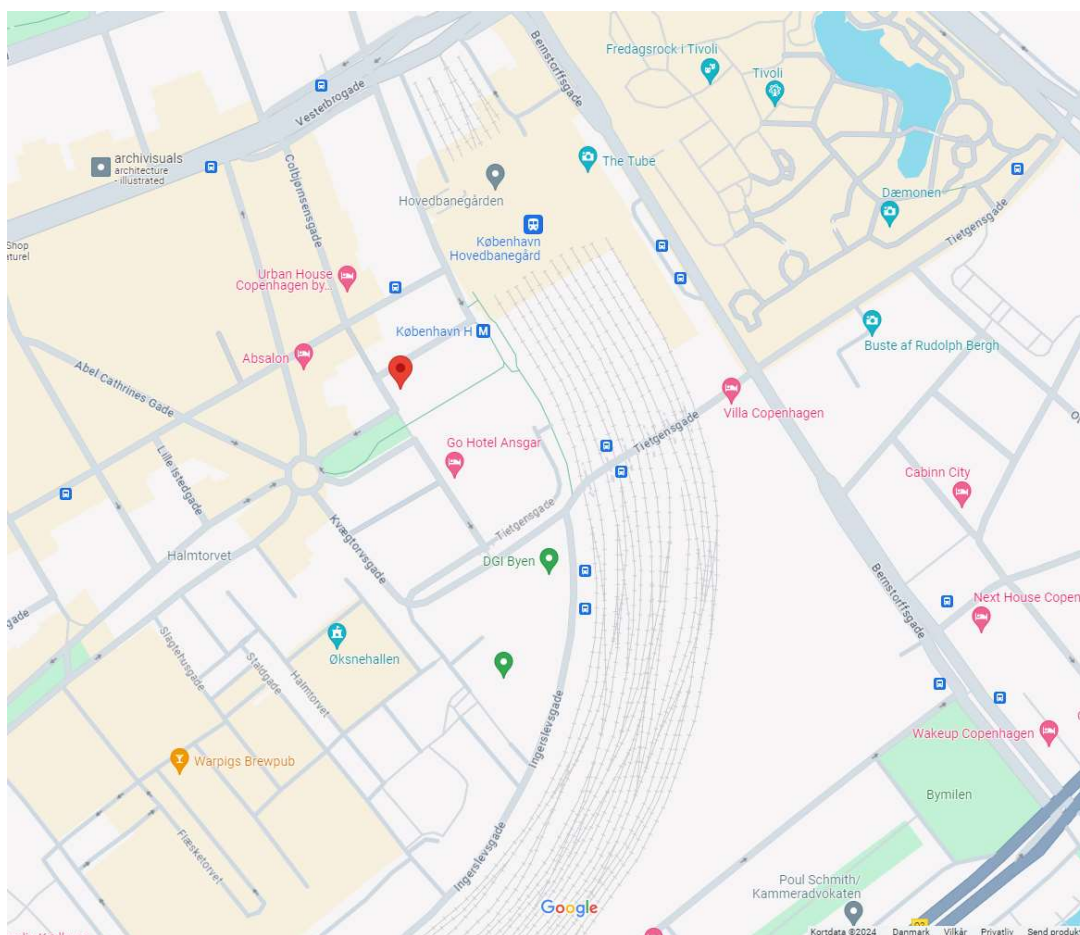 Fredagsrock i Tivoli
Tivoli
Bernstorffsgade
Vesterbrogade
archivisuals
architecture
- illustrated
Colbjørnsensgade
The Tube
Hovedbanegården
Dæmonen
København
Hovedbanegård
Tietgensgade
Shop
aturel
Urban House
Copenhagen by...
København H
M
Buste af Rudolph Bergh
Absalon
Abel Cathrines Gade
Villa Copenhagen
Go Hotel Ansgar
Tietgensgade
Lille Istedgade
Cabinn City
Kvægtorvsgade
Tietgensgade
Halmtorvet
DGI Byen
Bernstorffsgade
Next House Copen
gade
Øksnehallen
Slagtehusgade
Staldgade
Halmtorvet
Ingerslevsgade
Wakeup Copenhagen
Warpigs Brewpub
Bymilen
Flæsketorvet
Ingerslevsgade
Poul Schmith/
Kammeradvokaten
Google
O2
Kortdata ©2024 Danmark Vilkår Privatliv Send produkt